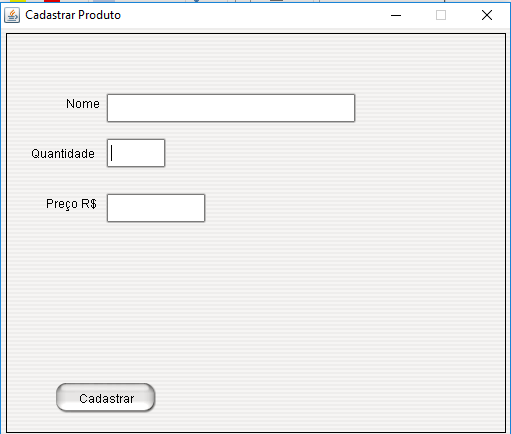 Cadastrar Produto
Nome
Quantidade
Preço R$
Cadastrar